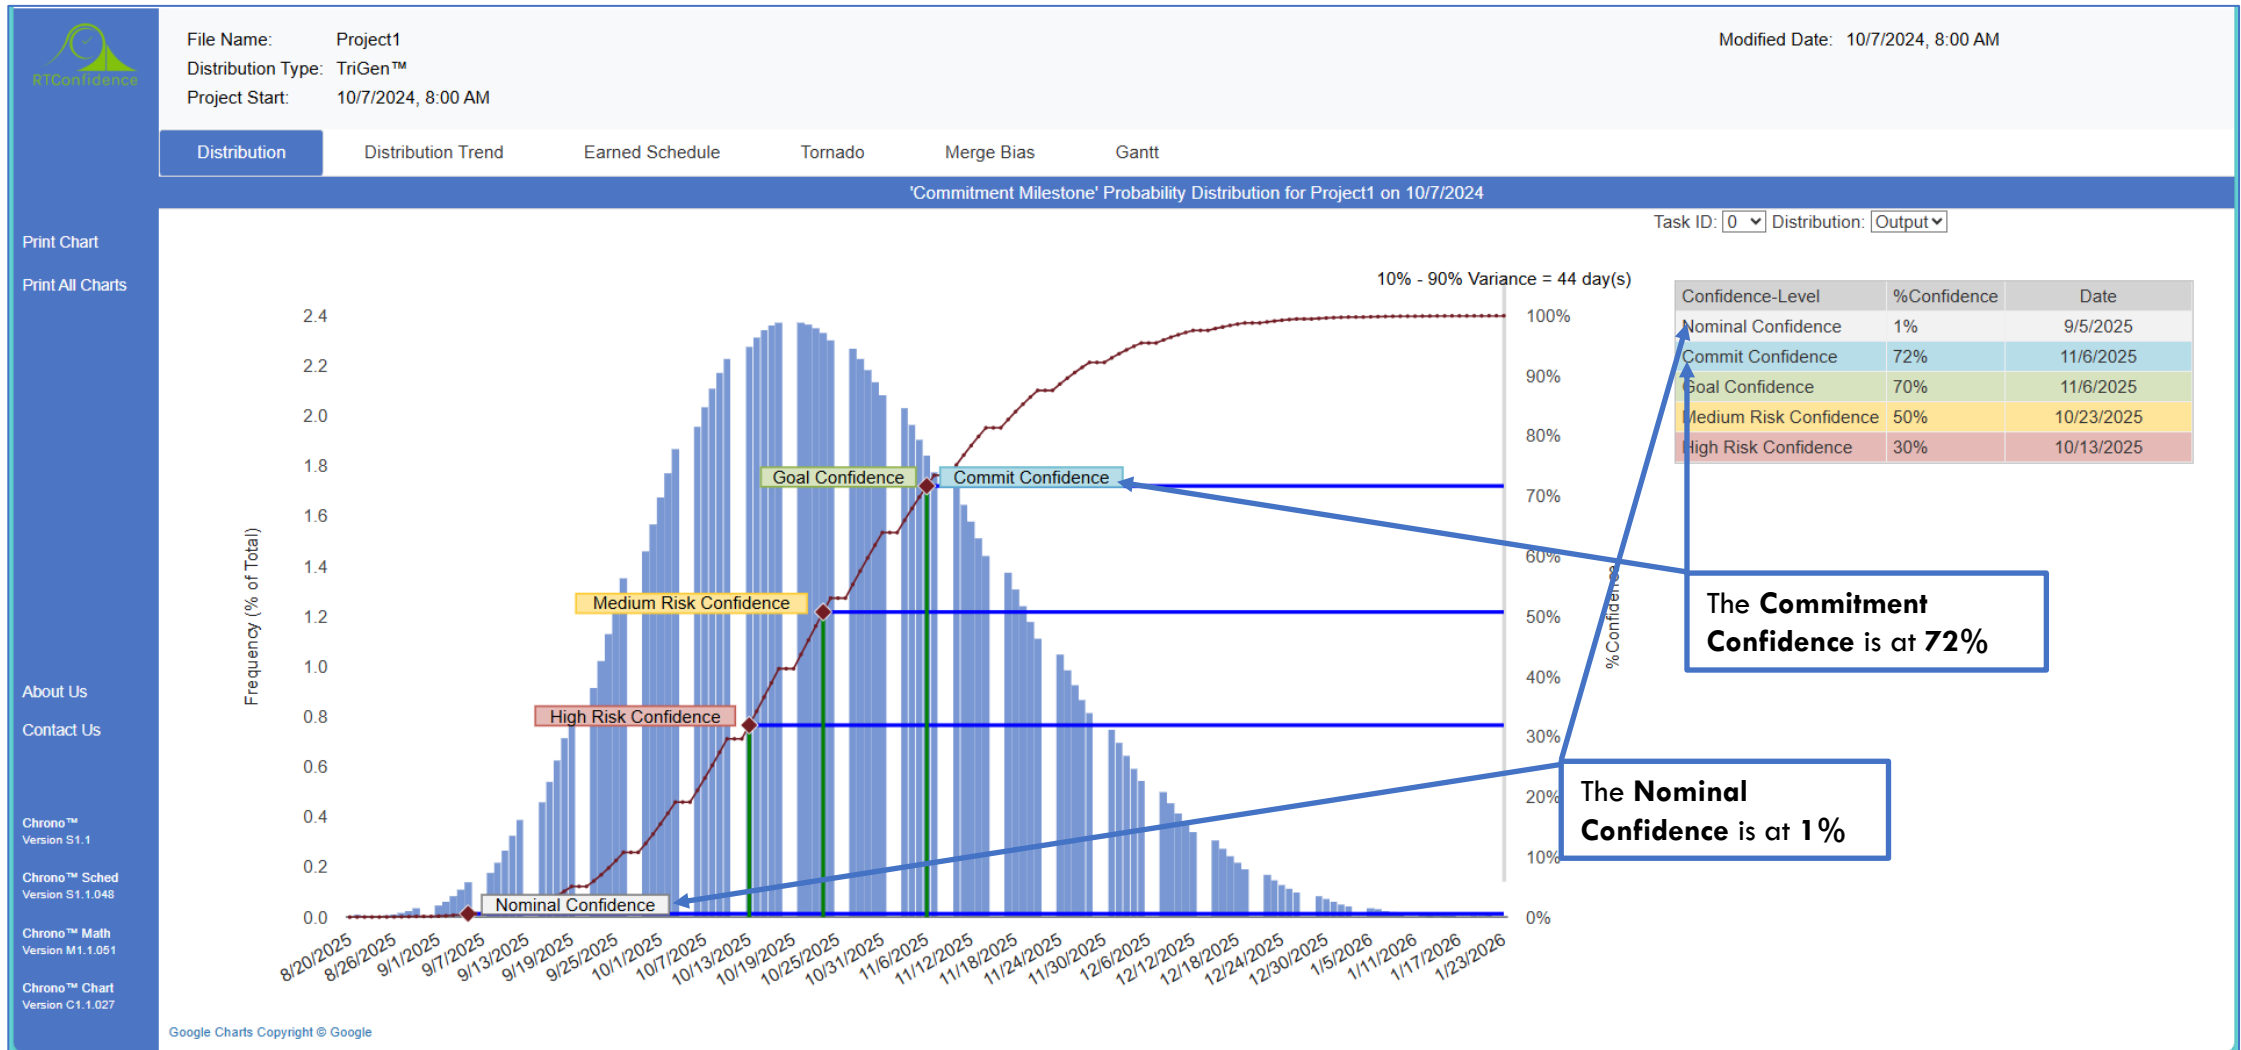 RTConfidence
File Name: Project1
Distribution Type: TriGen™
Project Start: 10/7/2024, 8:00 AM
Modified Date: 10/7/2024, 8:00 AM
Distribution Distribution Trend Earned Schedule Tornado Merge Bias Gantt
'Commitment Milestone' Probability Distribution for Project1 on 10/7/2024
Print Chart
Print All Charts
About Us
Contact Us
Chrono™
Version S1.1
Chrono™ Sched
Version S1.1.048
Chrono™ Math
Version M1.1.051
Chrono™ Chart
Version C1.1.027
Task ID: 0 Distribution: Output
10% - 90% Variance = 44 day(s)
Confidence-Level %Confidence Date
Nominal Confidence 1% 9/5/2025
Commit Confidence 72% 11/6/2025
Goal Confidence 70% 11/6/2025
Medium Risk Confidence 50% 10/23/2025
High Risk Confidence 30% 10/13/2025
Frequency (% of Total)
2.4
2.2
2.0
1.8
1.6
1.4
1.2
1.0
0.8
0.6
0.4
0.2
0.0
Goal Confidence
Commit Confidence
Medium Risk Confidence
High Risk Confidence
Nominal Confidence
100%
90%
80%
70%
60%
50%
40%
30%
20%
10%
0%
%Confidence
The Commitment
Confidence is at 72%
The Nominal
Confidence is at 1%
8/20/2025
8/26/2025
9/1/2025
9/7/2025
9/13/2025
9/19/2025
9/25/2025
10/1/2025
10/7/2025
10/13/2025
10/19/2025
10/25/2025
10/31/2025
11/6/2025
11/12/2025
11/18/2025
11/24/2025
11/30/2025
12/6/2025
12/12/2025
12/18/2025
12/24/2025
12/30/2025
1/5/2026
1/11/2026
1/17/2026
1/23/2026
Google Charts Copyright © Google